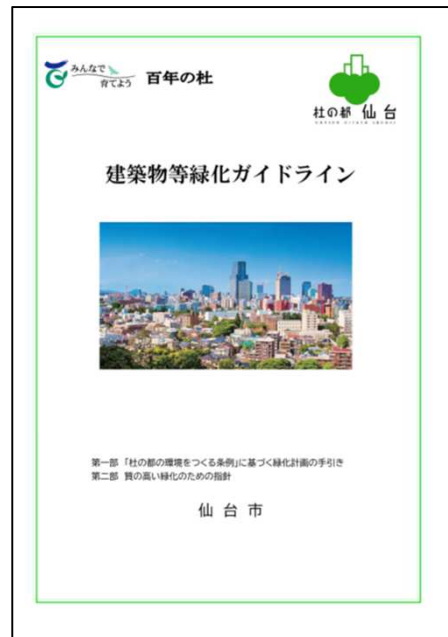 みんなで
育てよう
百年の杜
杜の都 仙台
建築物等緑化ガイドライン
第一部 「杜の都の環境をつくる条例」に基づく緑化計画の手引き
第二部 質の高い緑化のための指針
仙台市